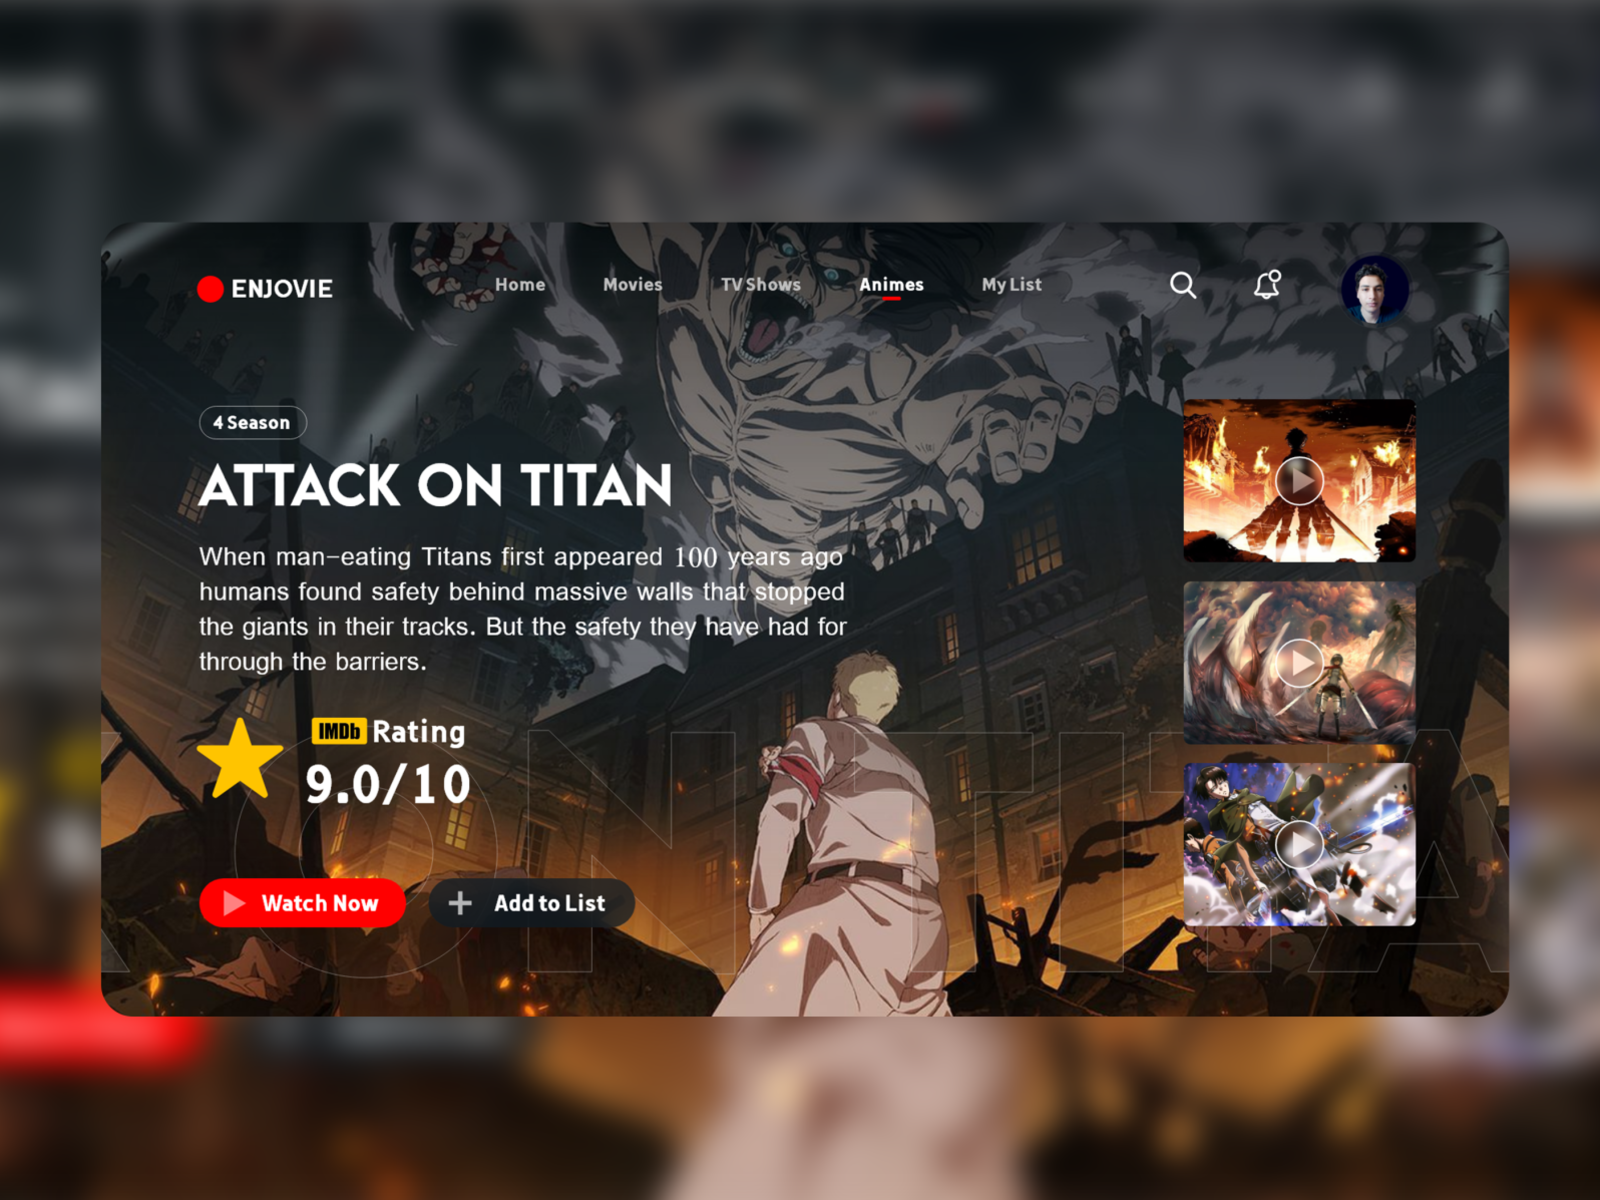 ENJOVIE
Home Movies TV Shows Animes My List
4 Season
ATTACK ON TITAN
When man-eating Titans first appeared 100 years ago
humans found safety behind massive walls that stopped
the giants in their tracks. But the safety they have had for
through the barriers.
IMDb Rating
9.0/10
Watch Now
Add to List
ON TITA